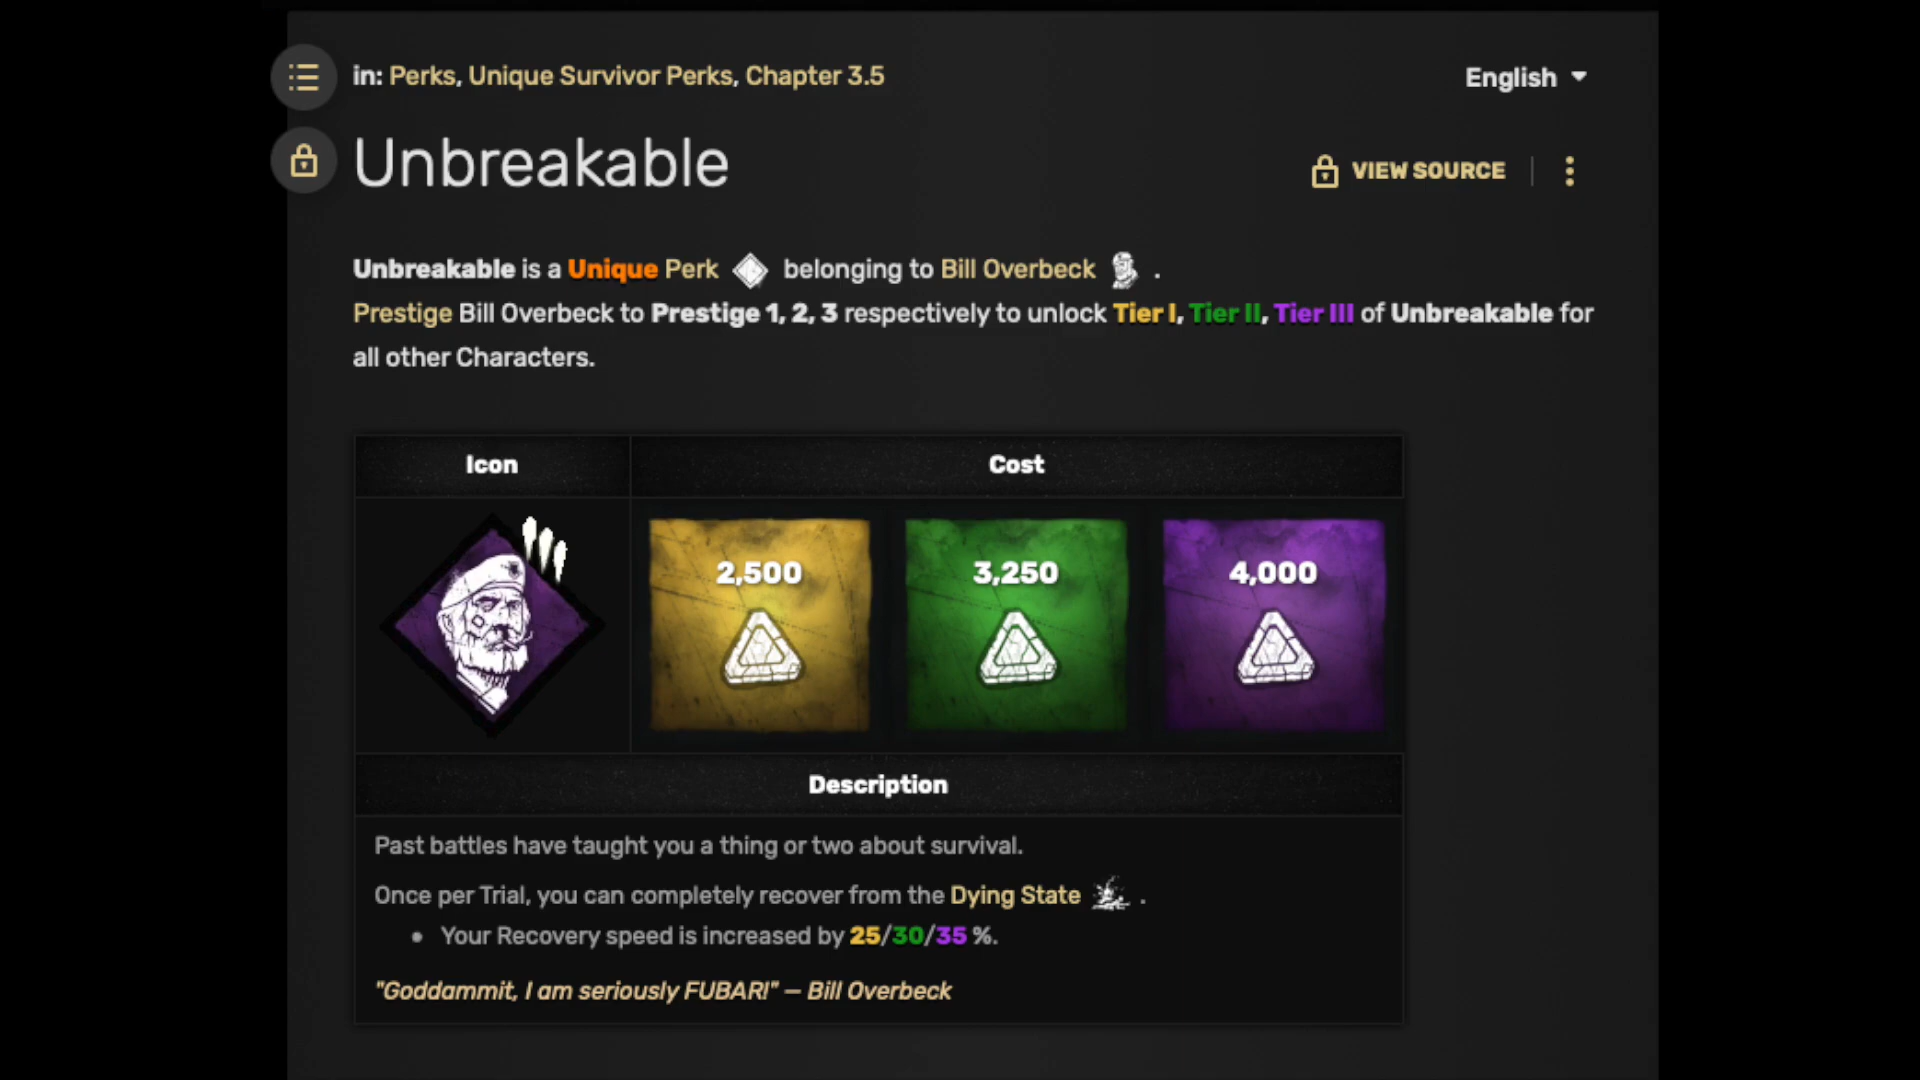 in: Perks, Unique Survivor Perks, Chapter 3.5
English
Unbreakable
VIEW SOURCE
Unbreakable is a Unique Perk belonging to Bill Overbeck .
Prestige Bill Overbeck to Prestige 1, 2, 3 respectively to unlock Tier I, Tier II, Tier III of Unbreakable for
all other Characters.
Icon
Cost
2,500
3,250
4,000
Description
Past battles have taught you a thing or two about survival.
Once per Trial, you can completely recover from the Dying State .
• Your Recovery speed is increased by 25/30/35 %.
"Goddammit, I am seriously FUBAR!" — Bill Overbeck